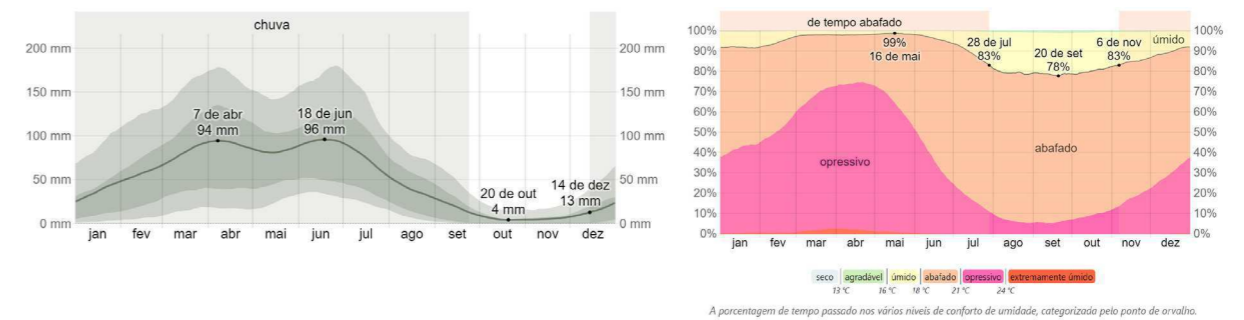 chuva
200 mm
200 mm
150 mm
150 mm
7 de abr
94 mm
18 de jun
96 mm
100 mm
100 mm
50 mm
50 mm
20 de out
4 mm
14 de dez
13 mm
0 mm
0 mm
jan fev mar abr mai jun jul ago set out nov dez
de tempo abafado
100%
100%
99%
16 de mai
28 de jul
83%
20 de set
78%
6 de nov
83%
úmido
90%
90%
80%
80%
70%
70%
60%
60%
50%
50%
40%
40%
opressivo
abafado
30%
30%
20%
20%
10%
10%
0%
0%
jan fev mar abr mai jun jul ago set out nov dez
seco agradável úmido abafado opressivo extremamente úmido
13 °C 16 °C 18 °C 21 °C 24 °C
A porcentagem de tempo passado nos vários níveis de conforto de umidade, categorizada pelo ponto de orvalho.